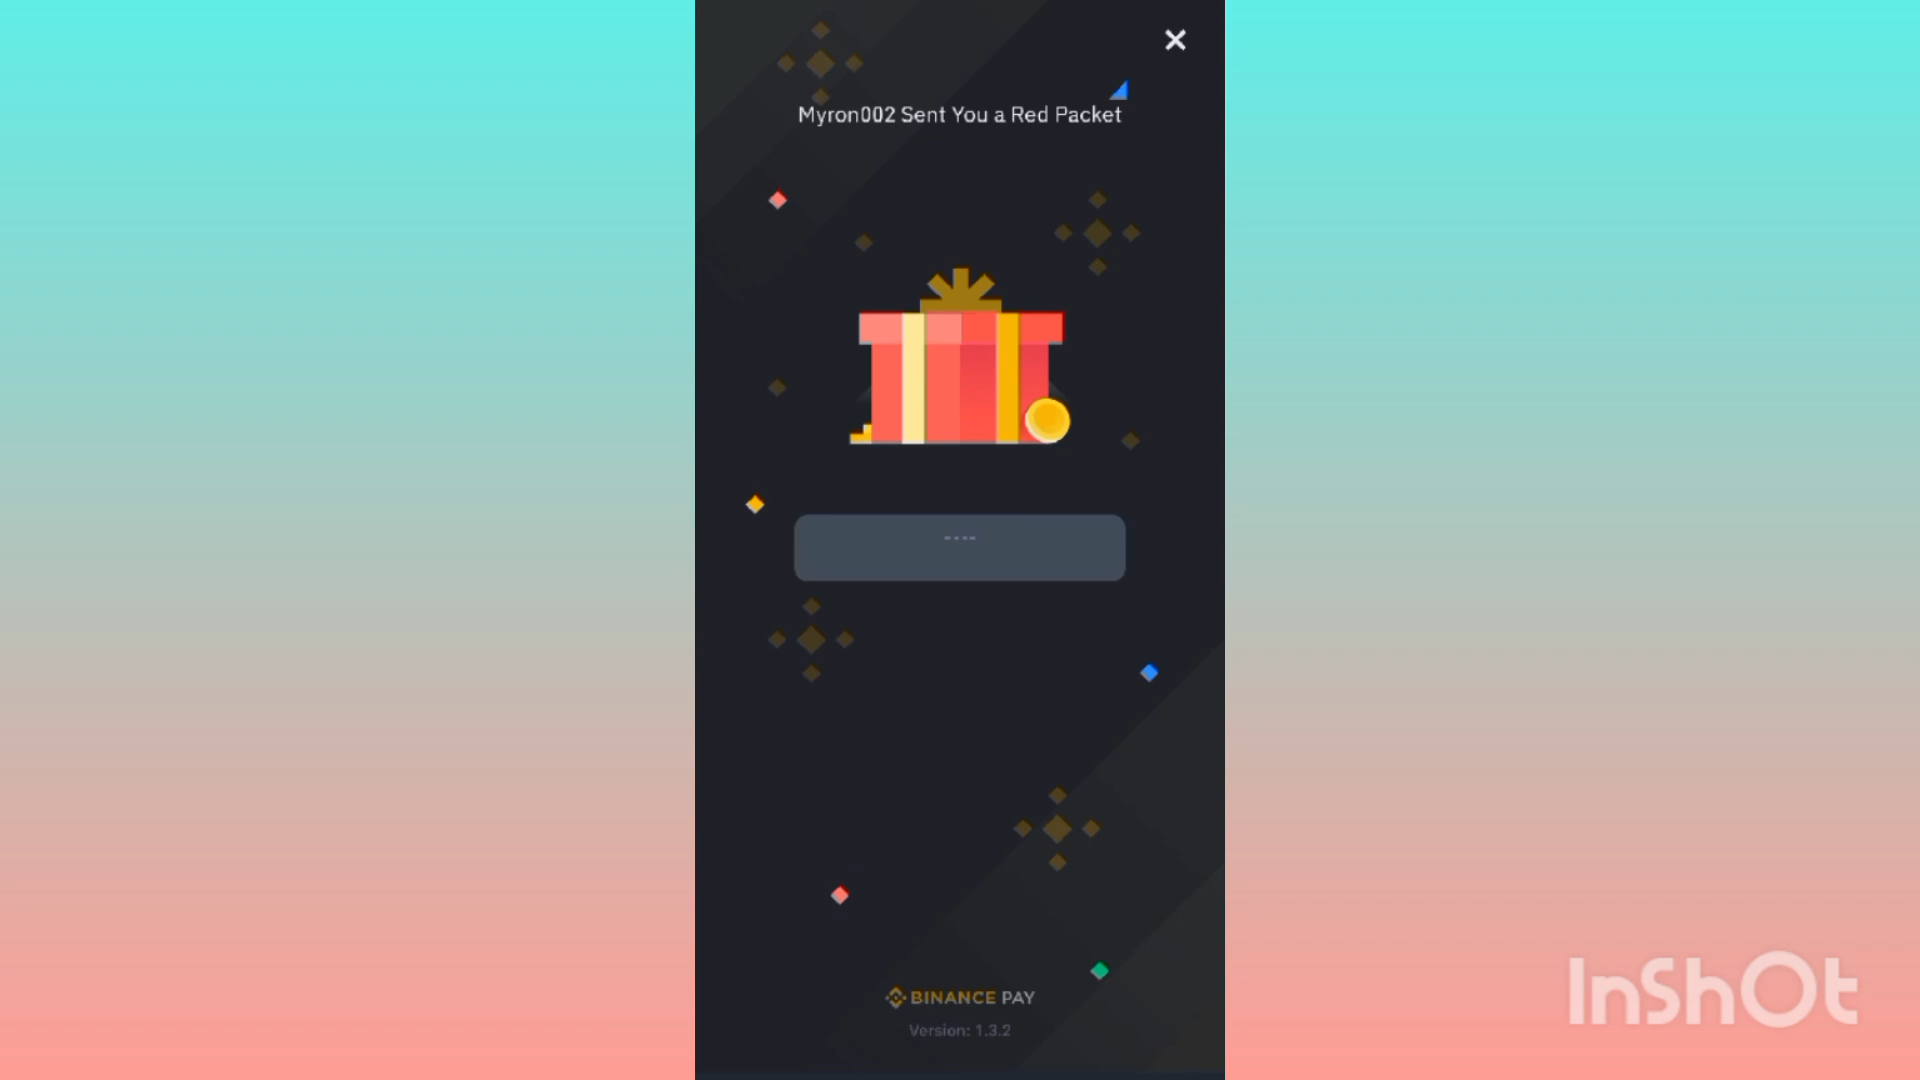 Myron002 Sent You a Red Packet
----
BINANCE PAY
Version: 1.3.2
InShOt